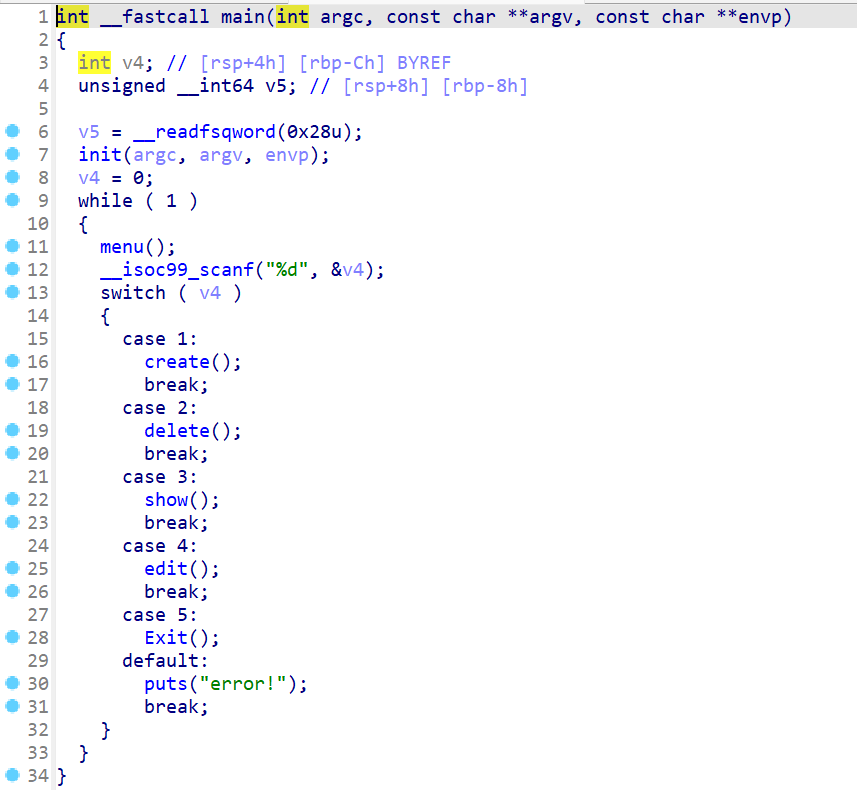 1 int __fastcall main(int argc, const char **argv, const char **envp)
2 {
3   int v4; // [rsp+4h] [rbp-Ch] BYREF
4   unsigned __int64 v5; // [rsp+8h] [rbp-8h]
5
6   v5 = __readfsqword(0x28u);
7   init(argc, argv, envp);
8   v4 = 0;
9   while ( 1 )
10   {
11     menu();
12     __isoc99_scanf("%d", &v4);
13     switch ( v4 )
14     {
15       case 1:
16         create();
17         break;
18       case 2:
19         delete();
20         break;
21       case 3:
22         show();
23         break;
24       case 4:
25         edit();
26         break;
27       case 5:
28         Exit();
29       default:
30         puts("error!");
31         break;
32     }
33   }
34 }